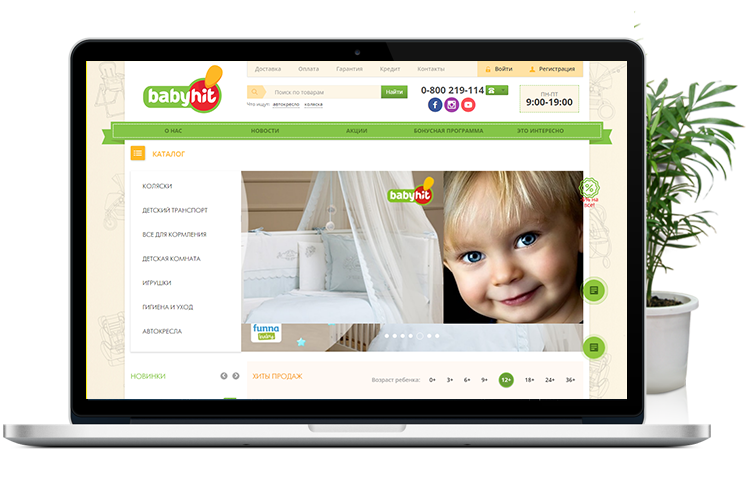 Доставка Оплата Гарантия Кредит Контакты Войти Регистрация
babyhit
Поиск по товарам Найти
Что ищут: автокресло коляска
0-800 219-114
ПН-ПТ
9:00-19:00
О НАС НОВОСТИ АКЦИИ БОНУСНАЯ ПРОГРАММА ЭТО ИНТЕРЕСНО
КАТАЛОГ
КОЛЯСКИ
ДЕТСКИЙ ТРАНСПОРТ
ВСЕ ДЛЯ КОРМЛЕНИЯ
ДЕТСКАЯ КОМНАТА
ИГРУШКИ
ГИГИЕНА И УХОД
АВТОКРЕСЛА
babyhit
funna
baby
%
на
все!
НОВИНКИ
ХИТЫ ПРОДАЖ
Возраст ребенка: 0+ 3+ 6+ 9+ 12+ 18+ 24+ 36+